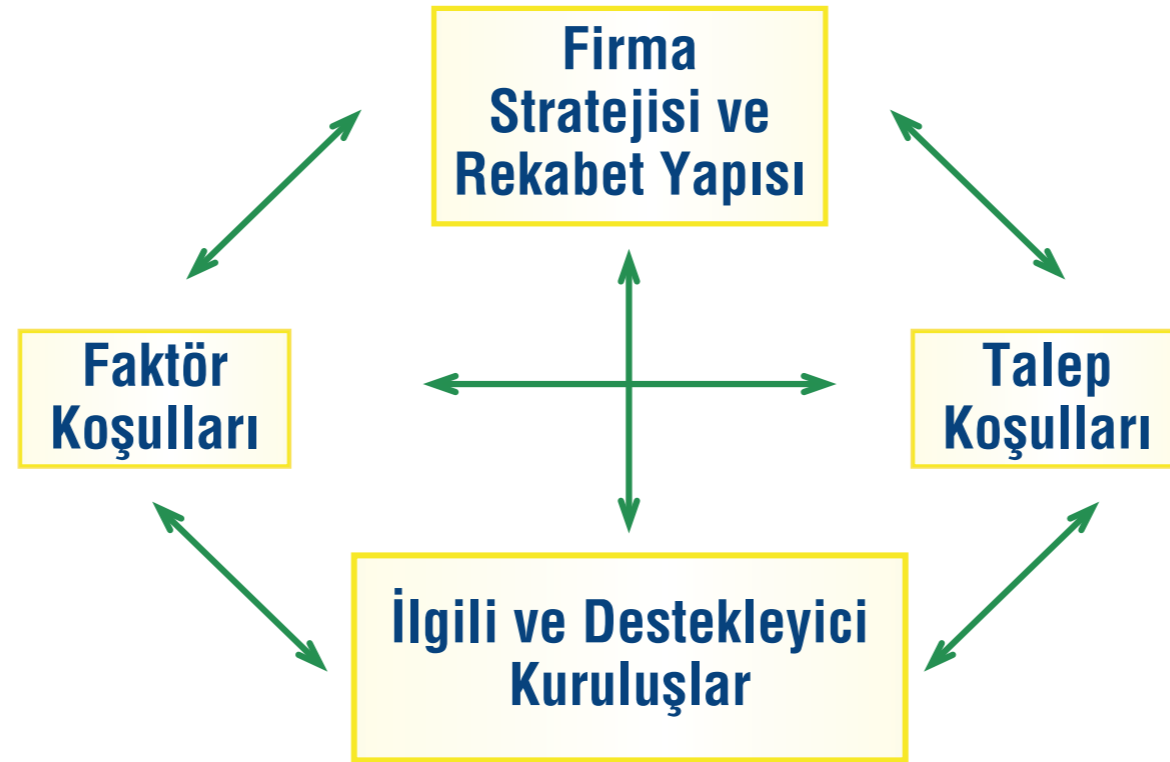 Firma
Stratejisi ve
Rekabet Yapısı
Faktör
Koşulları
Talep
Koşulları
İlgili ve Destekleyici
Kuruluşlar